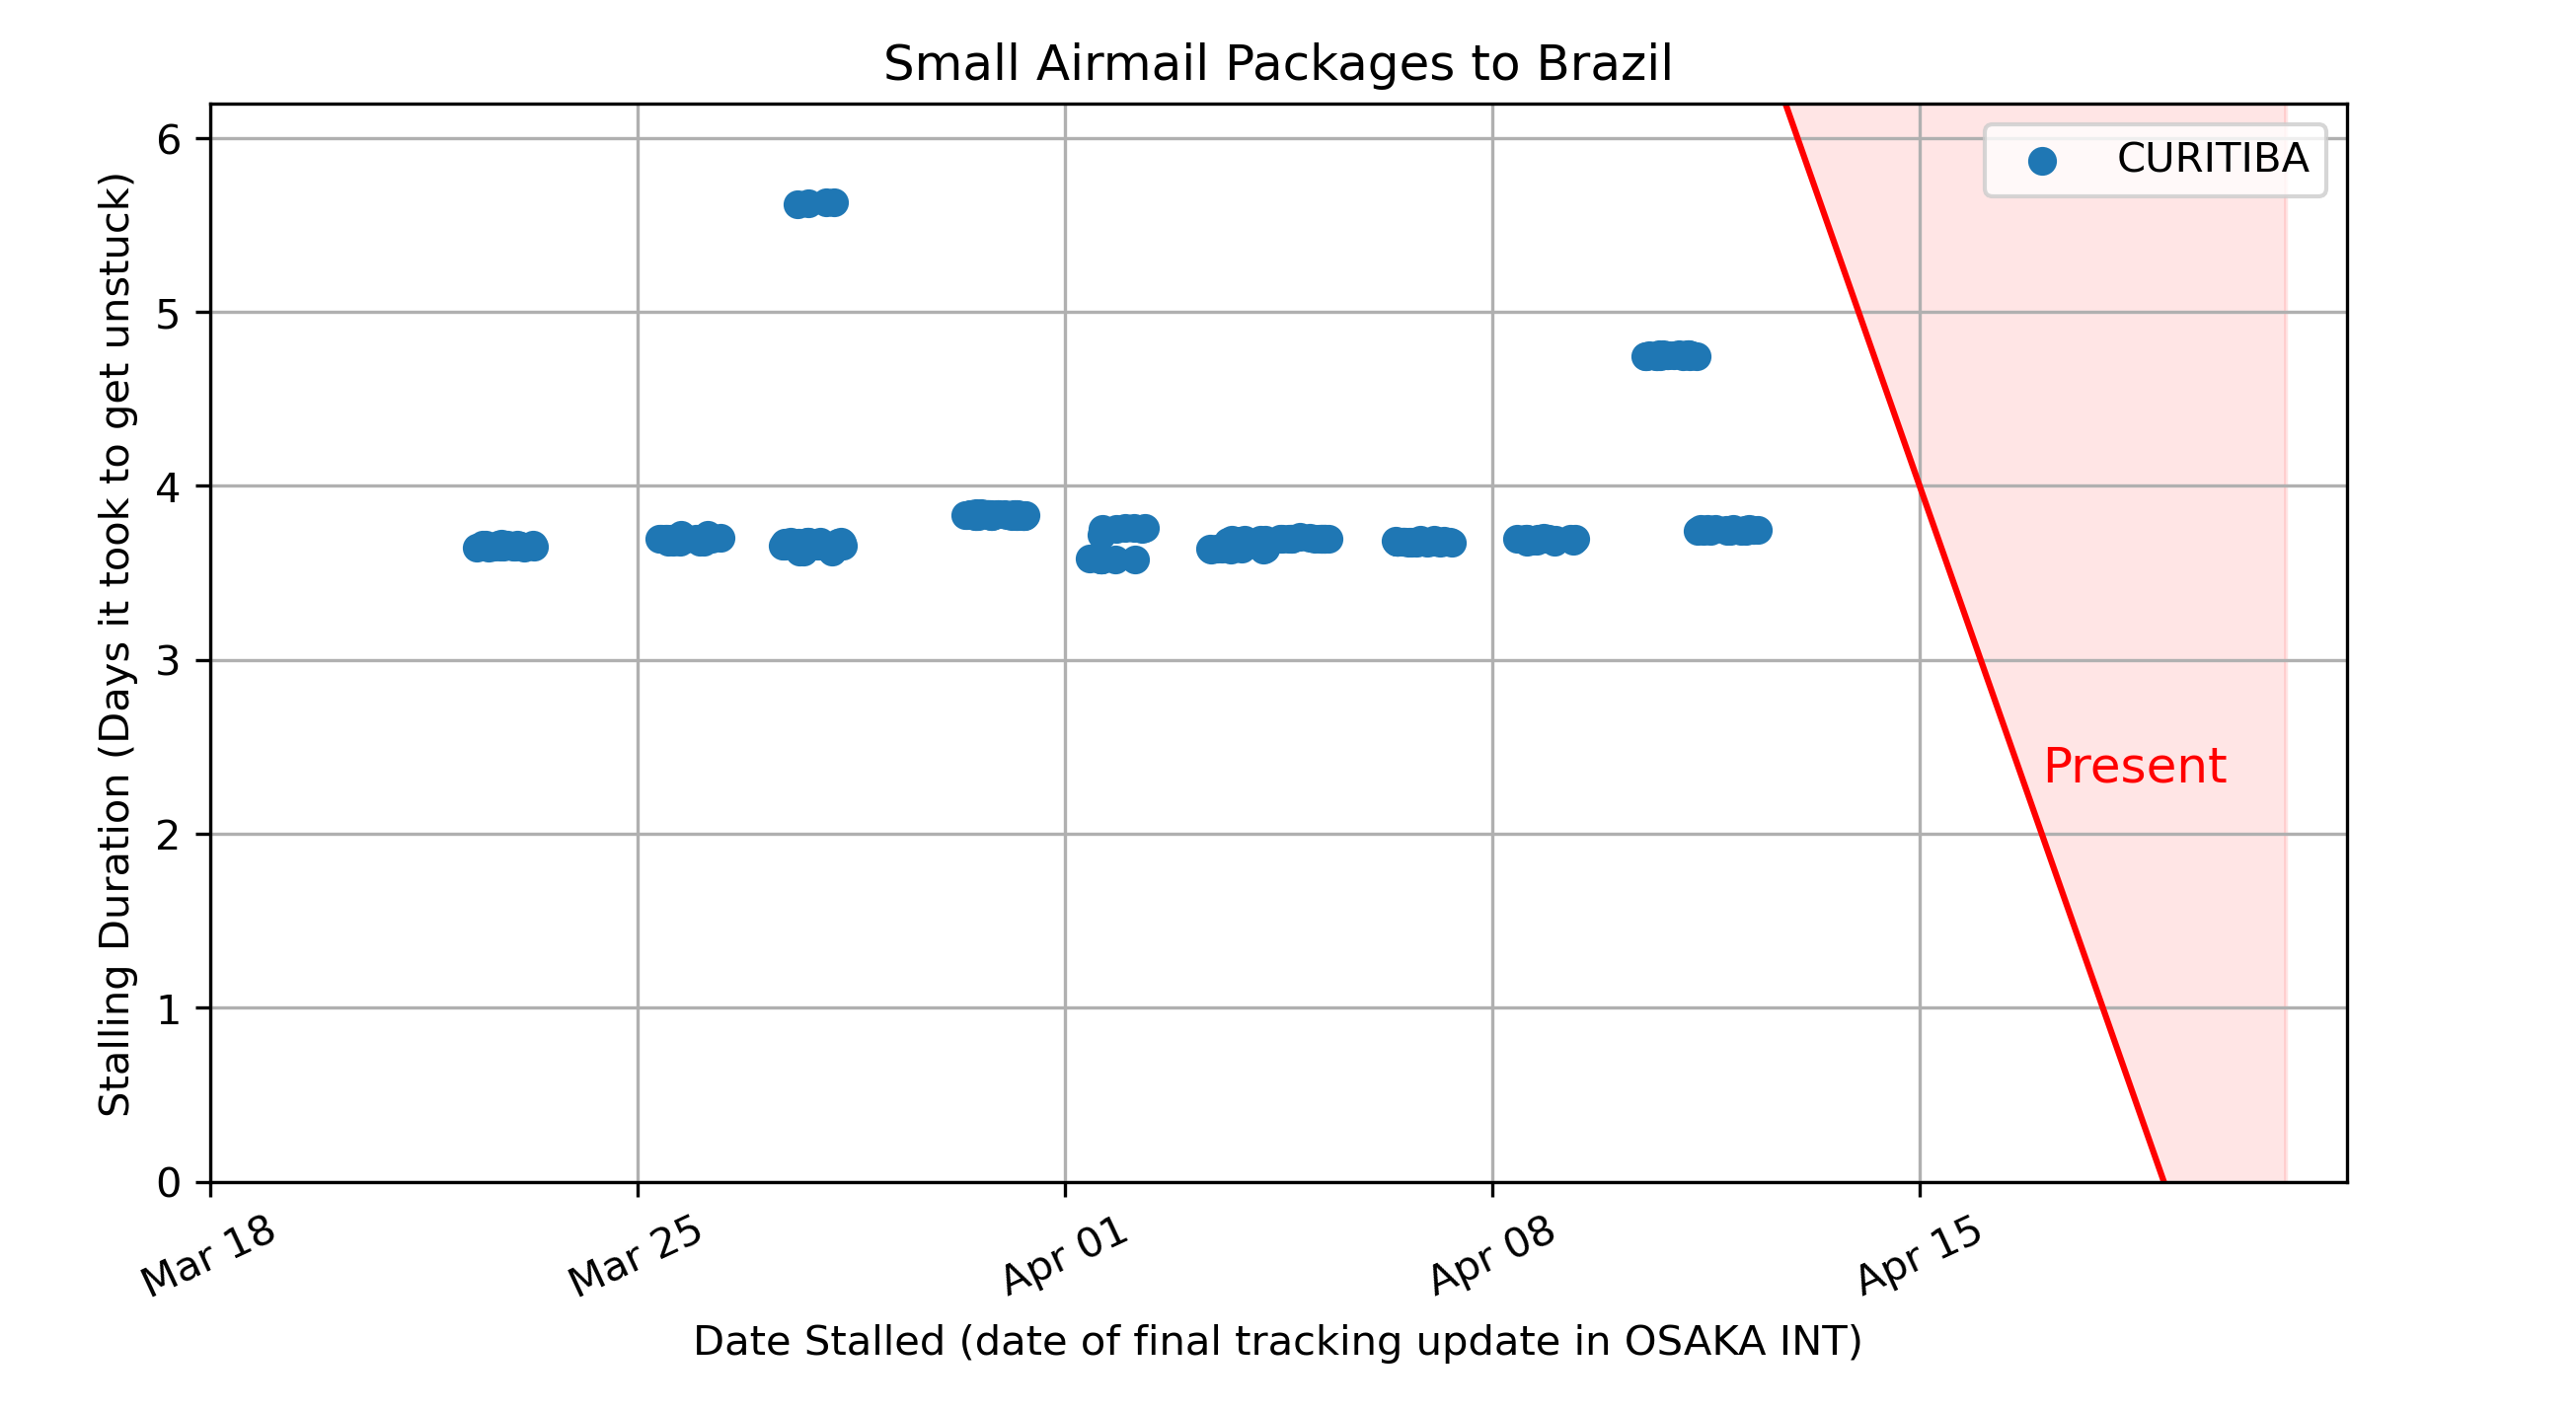 Small Airmail Packages to Brazil
CURITIBA
Present
Stalling Duration (Days it took to get unstuck)
6
5
4
3
2
1
0
Mar 18
Mar 25
Apr 01
Apr 08
Apr 15
Date Stalled (date of final tracking update in OSAKA INT)